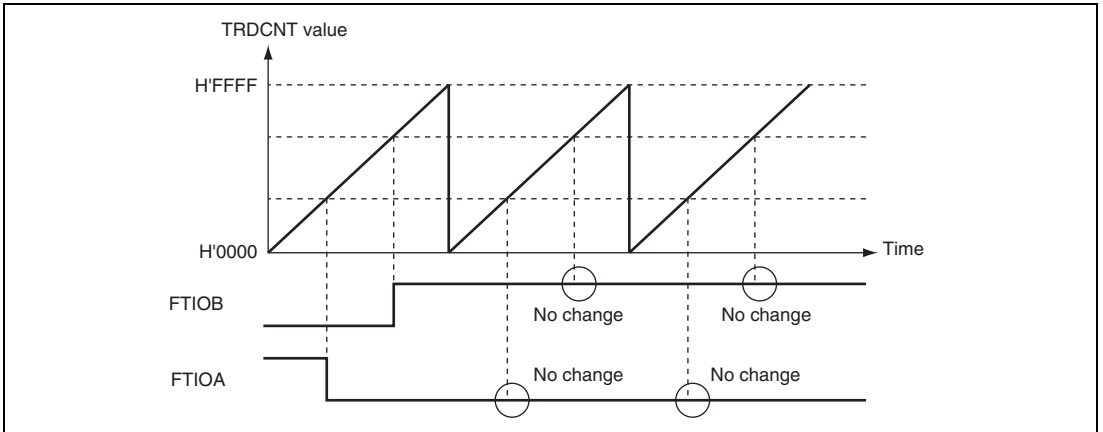 TRDCNT value
H'FFFF
H'0000
Time
FTIOB
No change
No change
FTIOA
No change
No change